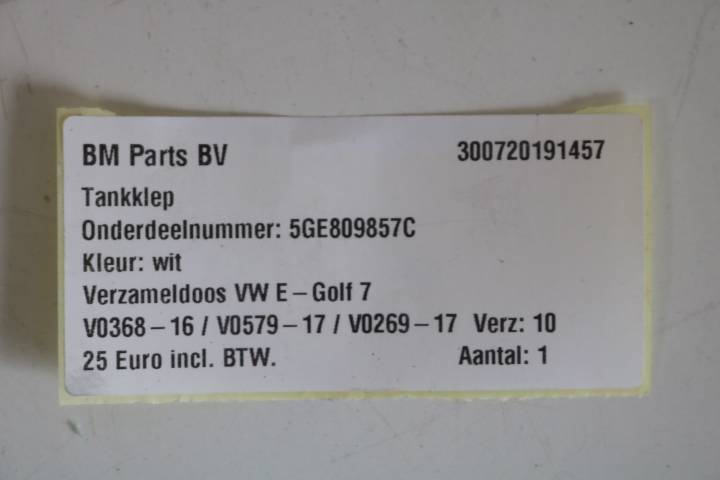 BM Parts BV 300720191457
Tankklep
Onderdeelnummer: 5GE809857C
Kleur: wit
Verzameldoos VW E-Golf 7
V0368-16 / V0579-17 / V0269-17 Verz: 10
25 Euro incl. BTW. Aantal: 1